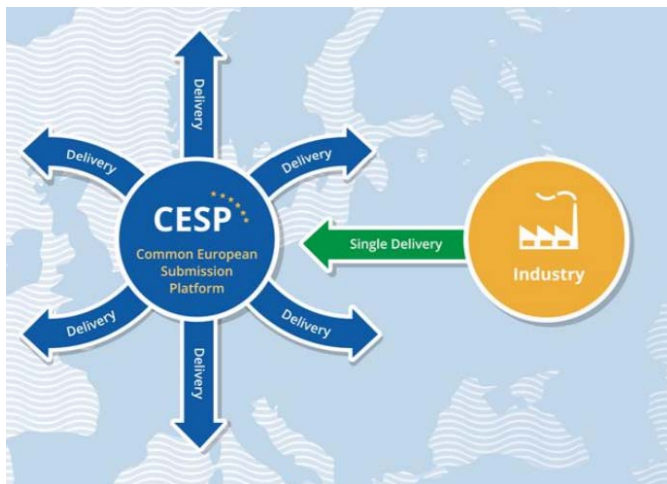 Delivery
Delivery
Delivery
CESP
Common European
Submission
Platform
Single Delivery
Industry
Delivery
Delivery
Delivery